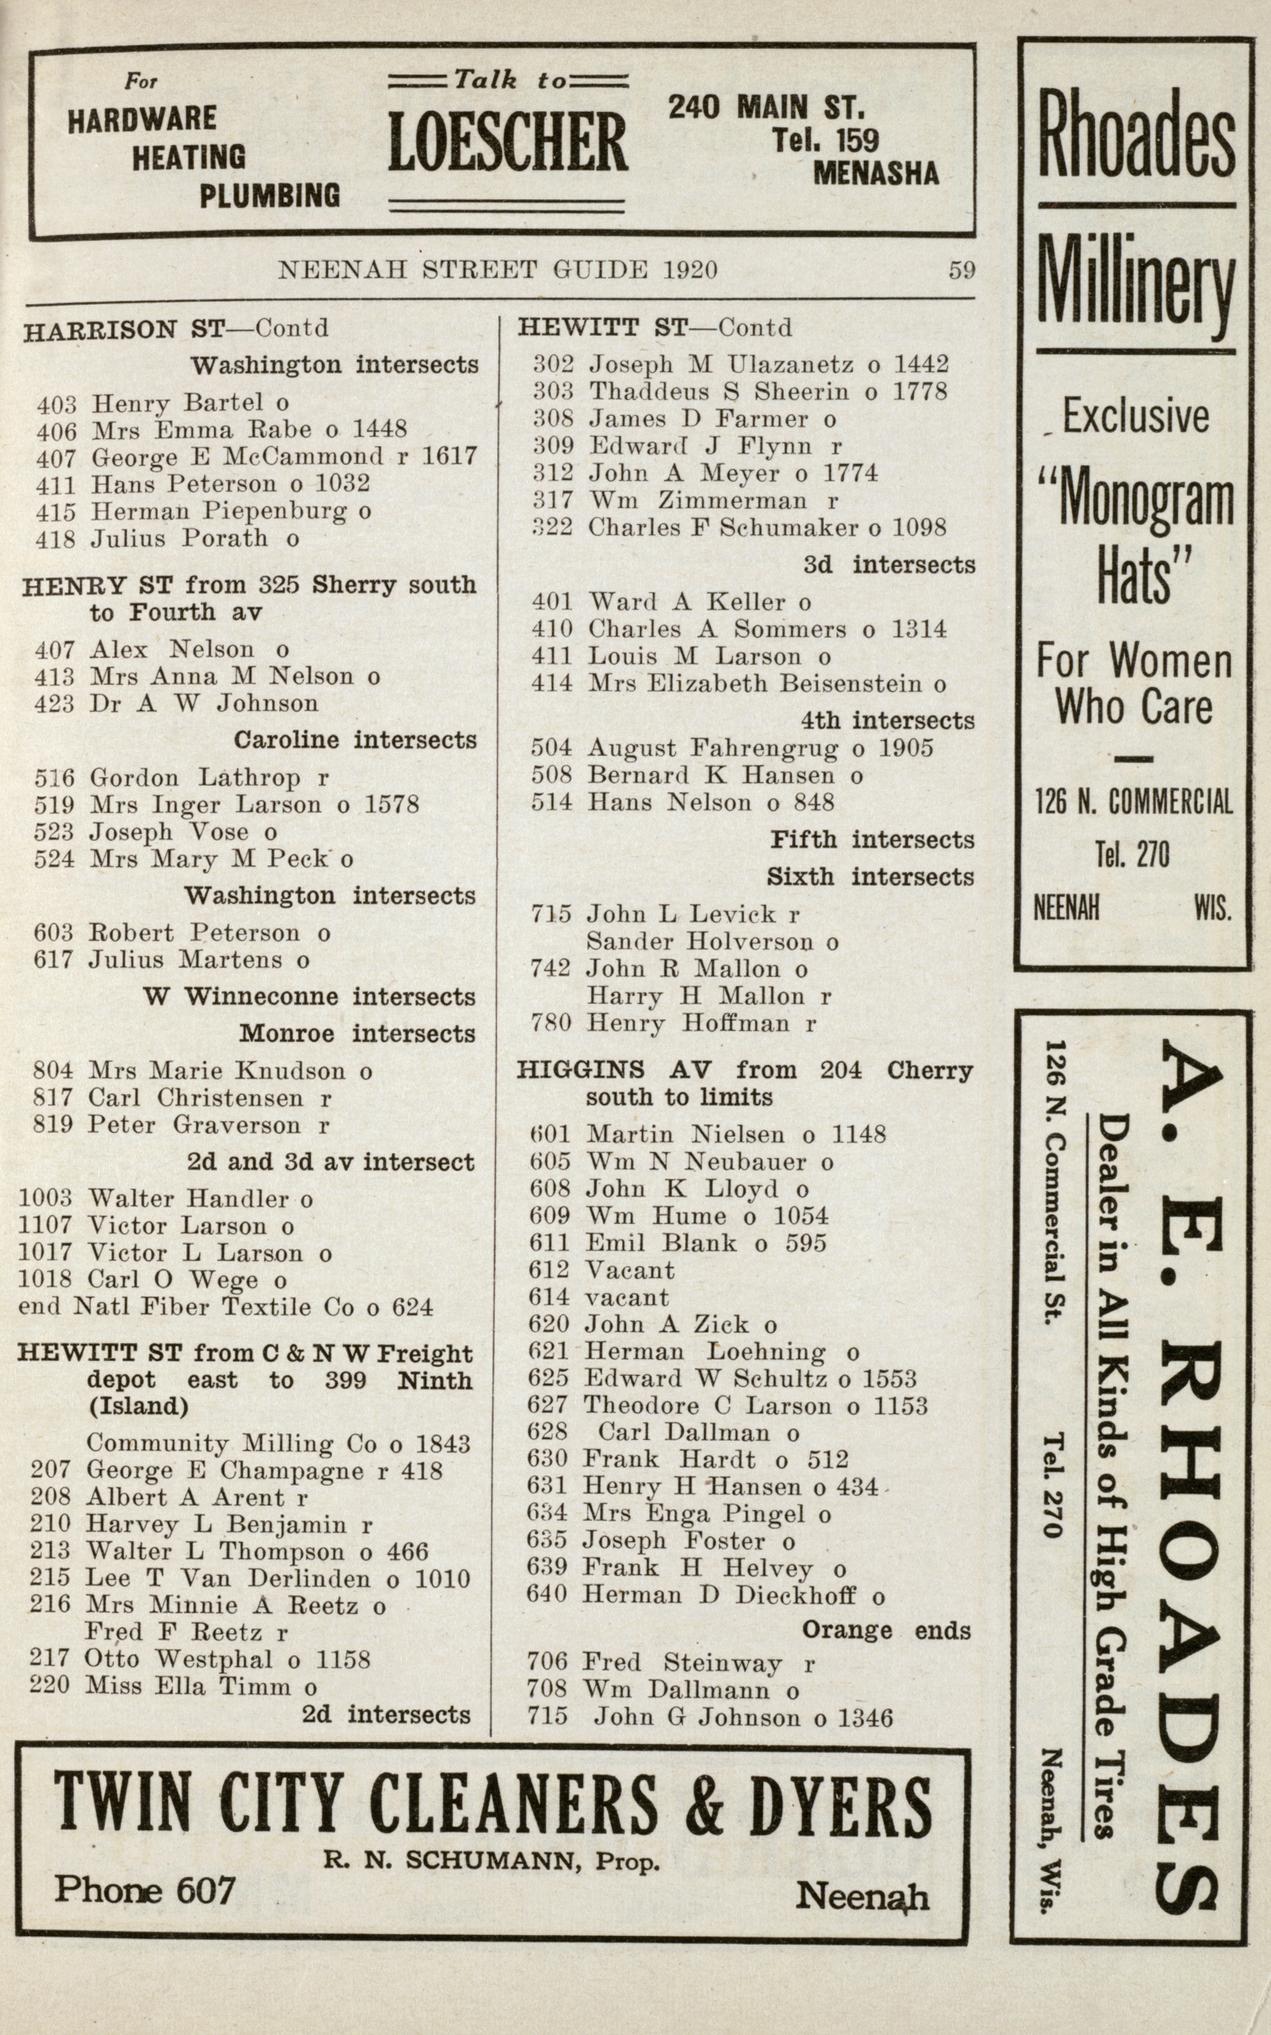 For
HARDWARE
HEATING
PLUMBING
Talk to
LOESCHER
240 MAIN ST.
Tel. 159
MENASHA
NEENAH STREET GUIDE 1920 59
HARRISON ST—Contd
Washington intersects
403 Henry Bartel o
406 Mrs Emma Rabe o 1448
407 George E McCammond r 1617
411 Hans Peterson o 1032
415 Herman Piepenburg o
418 Julius Porath o
HENRY ST from 325 Sherry south
to Fourth av
407 Alex Nelson o
413 Mrs Anna M Nelson o
423 Dr A W Johnson
Caroline intersects
516 Gordon Lathrop r
519 Mrs Inger Larson o 1578
523 Joseph Vose o
524 Mrs Mary M Peck o
Washington intersects
603 Robert Peterson o
617 Julius Martens o
W Winneconne intersects
Monroe intersects
804 Mrs Marie Knudson o
817 Carl Christensen r
819 Peter Graverson r
2d and 3d av intersect
1003 Walter Handler o
1107 Victor Larson o
1017 Victor L Larson o
1018 Carl O Wege o
end Natl Fiber Textile Co o 624
HEWITT ST from C & N W Freight
depot east to 399 Ninth
(Island)
Community Milling Co o 1843
207 George E Champagne r 418
208 Albert A Arent r
210 Harvey L Benjamin r
213 Walter L Thompson o 466
215 Lee T Van Derlinden o 1010
216 Mrs Minnie A Reetz o
Fred F Reetz r
217 Otto Westphal o 1158
220 Miss Ella Timm o
2d intersects
HEWITT ST—Contd
302 Joseph M Ulazanetz o 1442
303 Thaddeus S Sheerin o 1778
308 James D Farmer o
309 Edward J Flynn r
312 John A Meyer o 1774
317 Wm Zimmerman r
322 Charles F Schumaker o 1098
3d intersects
401 Ward A Keller o
410 Charles A Sommers o 1314
411 Louis M Larson o
414 Mrs Elizabeth Beisenstein o
4th intersects
504 August Fahrengrug o 1905
508 Bernard K Hansen o
514 Hans Nelson o 848
Fifth intersects
Sixth intersects
715 John L Levick r
Sander Holverson o
742 John R Mallon o
Harry H Mallon r
780 Henry Hoffman r
HIGGINS AV from 204 Cherry
south to limits
601 Martin Nielsen o 1148
605 Wm N Neubauer o
608 John K Lloyd o
609 Wm Hume o 1054
611 Emil Blank o 595
612 Vacant
614 vacant
620 John A Zick o
621 Herman Loehning o
625 Edward W Schultz o 1553
627 Theodore C Larson o 1153
628 Carl Dallman o
630 Frank Hardt o 512
631 Henry H Hansen o 434
634 Mrs Enga Pingel o
635 Joseph Foster o
639 Frank H Helvey o
640 Herman D Dieckhoff o
Orange ends
706 Fred Steinway r
708 Wm Dallmann o
715 John G Johnson o 1346
TWIN CITY CLEANERS & DYERS
R. N. SCHUMANN, Prop.
Phone 607 Neenah
Rhoades
Millinery
Exclusive
"Monogram
Hats"
For Women
Who Care
126 N. COMMERCIAL
Tel. 270
NEENAH WIS.
A. E. RHOADES
Dealer in All Kinds of High Grade Tires
126 N. Commercial St. Tel. 270 Neenah, Wis.